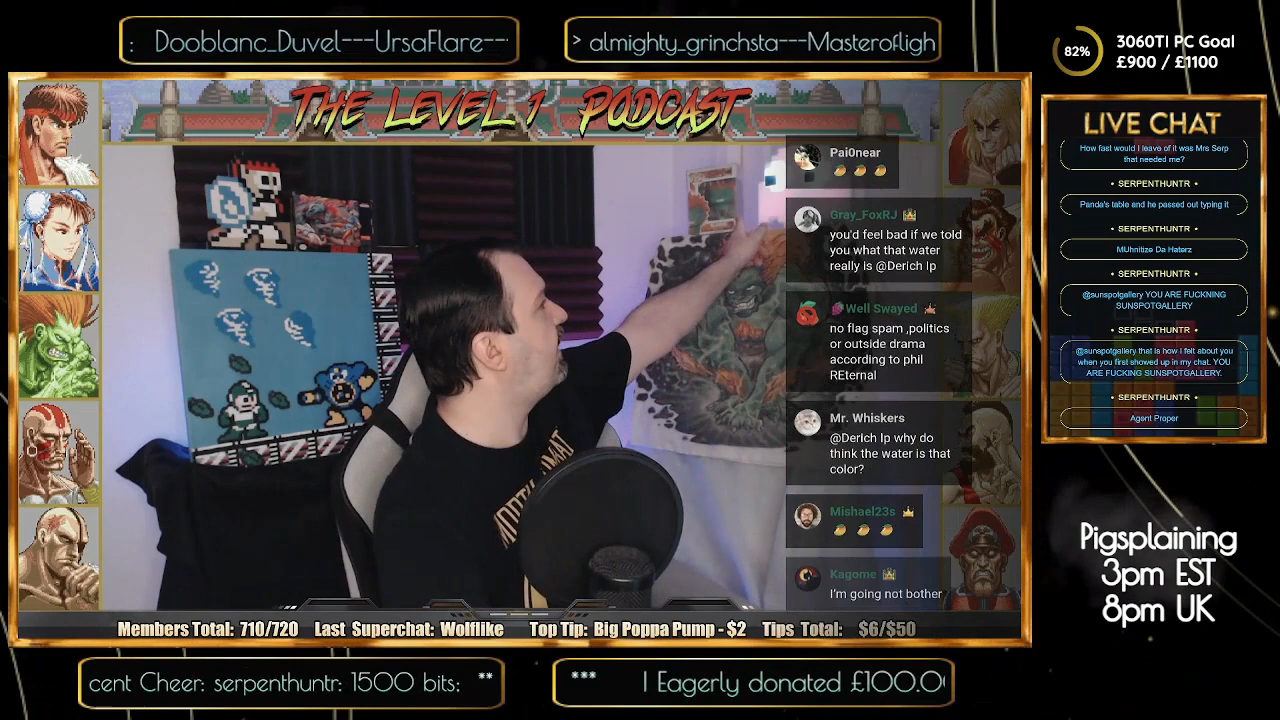 : Dooblanc_Duvel---UrsaFlare---
> almighty_grinchsta---Masterofligh
82%
3060TI PC Goal
£900 / £1100
THE LEVEL 1 PODCAST
LIVE CHAT
How fast would I leave of it was Mrs Serp
that needed me?
• SERPENTHUNTR •
Panda's table and he passed out typing it
• SERPENTHUNTR •
MUhnitize Da Haterz
• SERPENTHUNTR •
@sunspotgallery YOU ARE FUCKNING
SUNSPOTGALLERY
• SERPENTHUNTR •
@sunspotgallery that is how I felt about you
when you first showed up in my chat. YOU
ARE FUCKING SUNSPOTGALLERY.
• SERPENTHUNTR •
Agent Proper
Pai0near
Gray_FoxRJ
you'd feel bad if we told
you what that water
really is @Derich Ip
Well Swayed
no flag spam ,politics
or outside drama
according to phil
REternal
Mr. Whiskers
@Derich Ip why do
think the water is that
color?
Mishael23s
Kagome
I'm going not bother
MORTAL KOMBAT
Pigsplaining
3pm EST
8pm UK
Members Total: 710/720 Last Superchat: Wolflike Top Tip: Big Poppa Pump - $2 Tips Total: $6/$50
cent Cheer: serpenthuntr: 1500 bits: **
*** I Eagerly donated £100.0